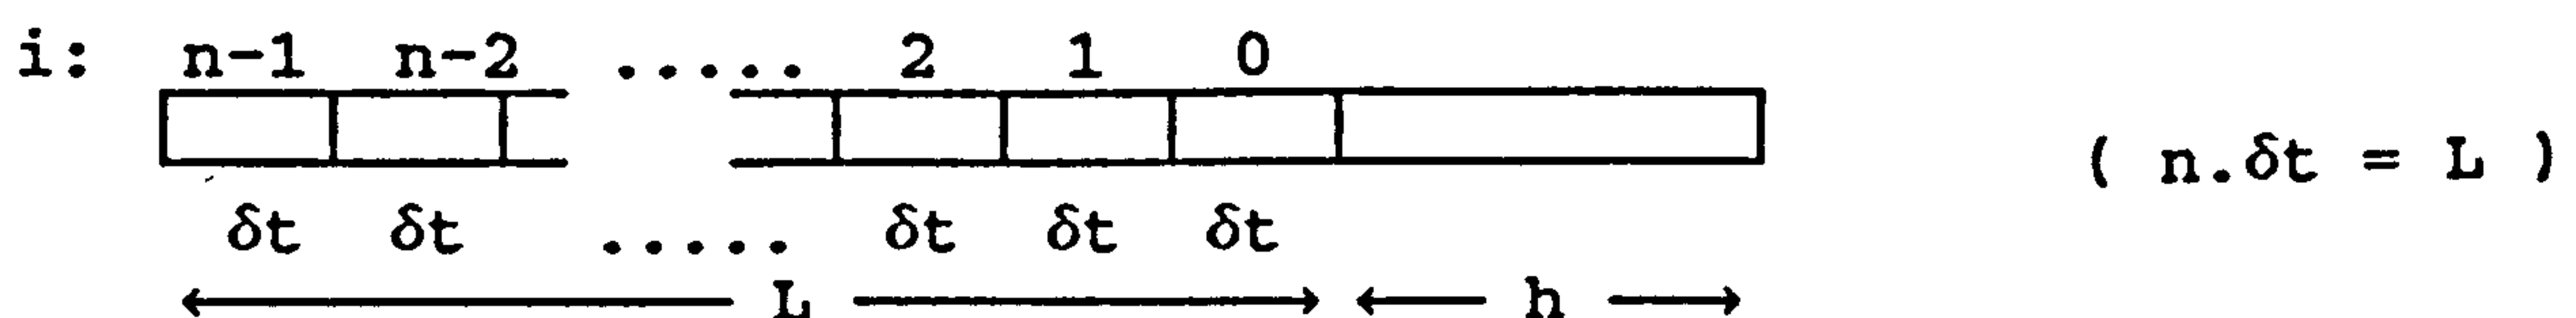 i: n-1 n-2 ..... 2 1 0
( n.δt = L )
δt δt ..... δt δt δt
L h